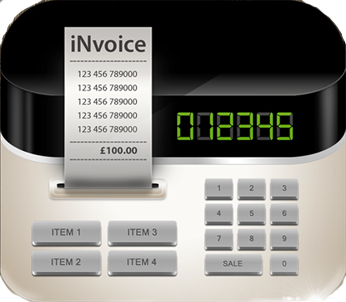 iNvoice
123 456 789000
123 456 789000
123 456 789000
123 456 789000
123 456 789000
£100.00
012345
1 2 3
4 5 6
7 8 9
SALE 0
ITEM 1 ITEM 3
ITEM 2 ITEM 4